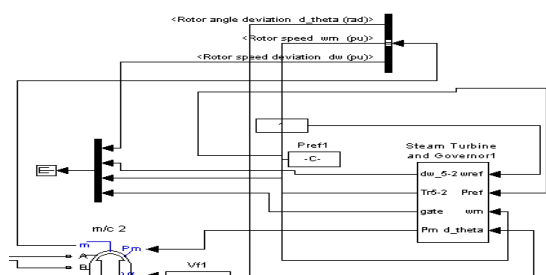 <Rotor angle deviation d_theta (rad)>
<Rotor speed wm (pu)>
<Rotor speed deviation dw (pu)>
Pref1
-C-
Steam Turbine
and Governor1
dw_5-2 wref
Tr5-2 Pref
gate wm
Pm d_theta
m/c 2
m
A
Pm
B
Vf1